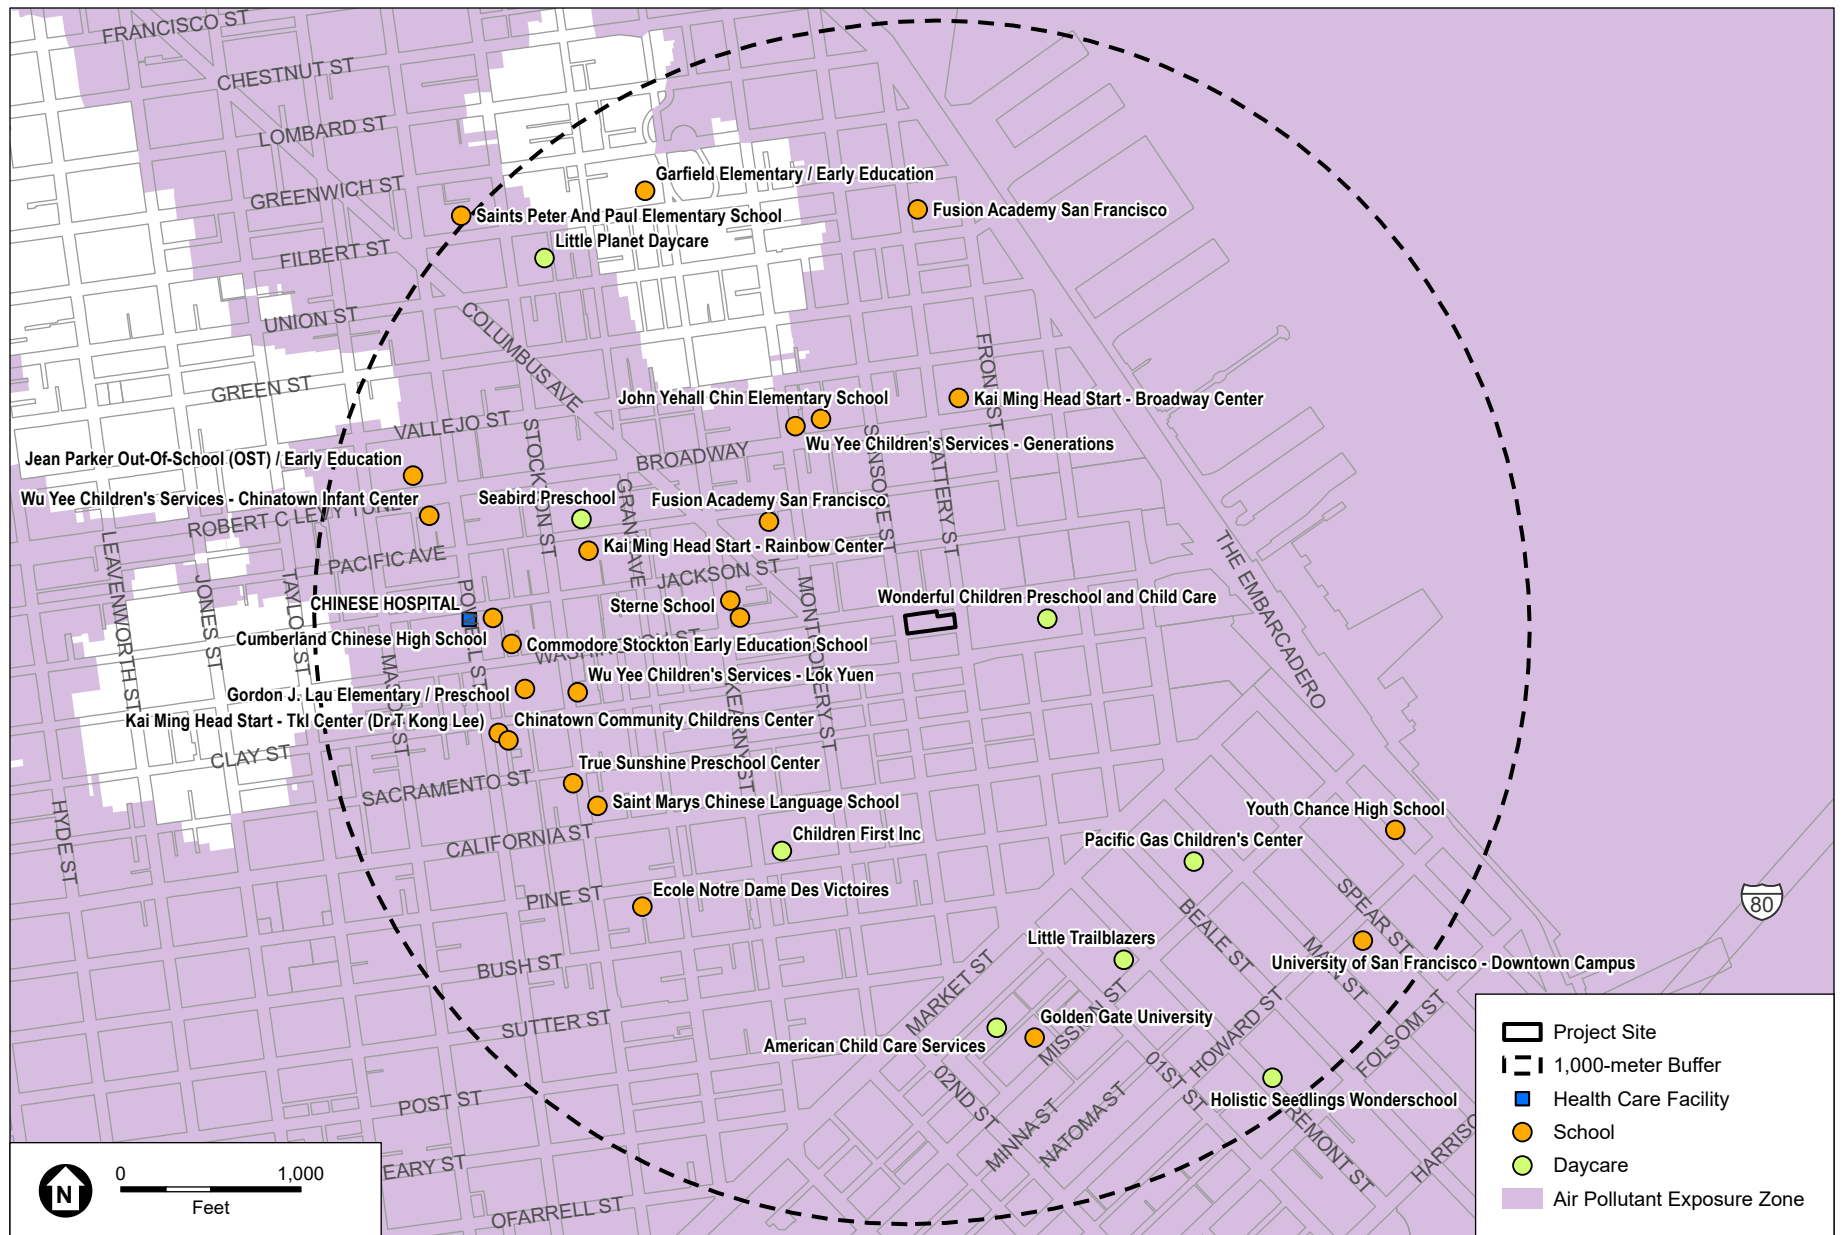 FRANCISCO ST
CHESTNUT ST
LOMBARD ST
GREENWICH ST
FILBERT ST
UNION ST
GREEN ST
VALLEJO ST
COLUMBUS AVE
BROADWAY
FRONT ST
Garfield Elementary / Early Education
Saints Peter And Paul Elementary School
Fusion Academy San Francisco
Little Planet Daycare
John Yehall Chin Elementary School
Kai Ming Head Start - Broadway Center
Wu Yee Children's Services - Generations
Jean Parker Out-Of-School (OST) / Early Education
Wu Yee Children's Services - Chinatown Infant Center
ROBERT C LEVY TUNL
Seabird Preschool
Fusion Academy San Francisco
STOCKTON ST
GRANT AVE
SANSOME ST
BATTERY ST
PACIFIC AVE
Kai Ming Head Start - Rainbow Center
JACKSON ST
LEAVENWORTH ST
JONES ST
TAYLOR ST
POWELL ST
MONTGOMERY ST
THE EMBARCADERO
CHINESE HOSPITAL
Sterne School
Wonderful Children Preschool and Child Care
Cumberland Chinese High School
Commodore Stockton Early Education School
WASHINGTON ST
MASON ST
KEARNY ST
Wu Yee Children's Services - Lok Yuen
Gordon J. Lau Elementary / Preschool
Kai Ming Head Start - Tkl Center (Dr T Kong Lee)
Chinatown Community Childrens Center
CLAY ST
True Sunshine Preschool Center
SACRAMENTO ST
Saint Marys Chinese Language School
HYDE ST
CALIFORNIA ST
Children First Inc
Youth Chance High School
Pacific Gas Children's Center
PINE ST
Ecole Notre Dame Des Victoires
SPEAR ST
BEALE ST
MAIN ST
80
Little Trailblazers
University of San Francisco - Downtown Campus
BUSH ST
MARKET ST
SUTTER ST
Golden Gate University
American Child Care Services
MISSION ST
HOWARD ST
FOLSOM ST
01ST ST
02ND ST
POST ST
Holistic Seedlings Wonderschool
MINNA ST
NATOMA ST
FREMONT ST
HARRISO
EARY ST
OFARRELL ST
N
0 1,000
Feet
Project Site
1,000-meter Buffer
Health Care Facility
School
Daycare
Air Pollutant Exposure Zone